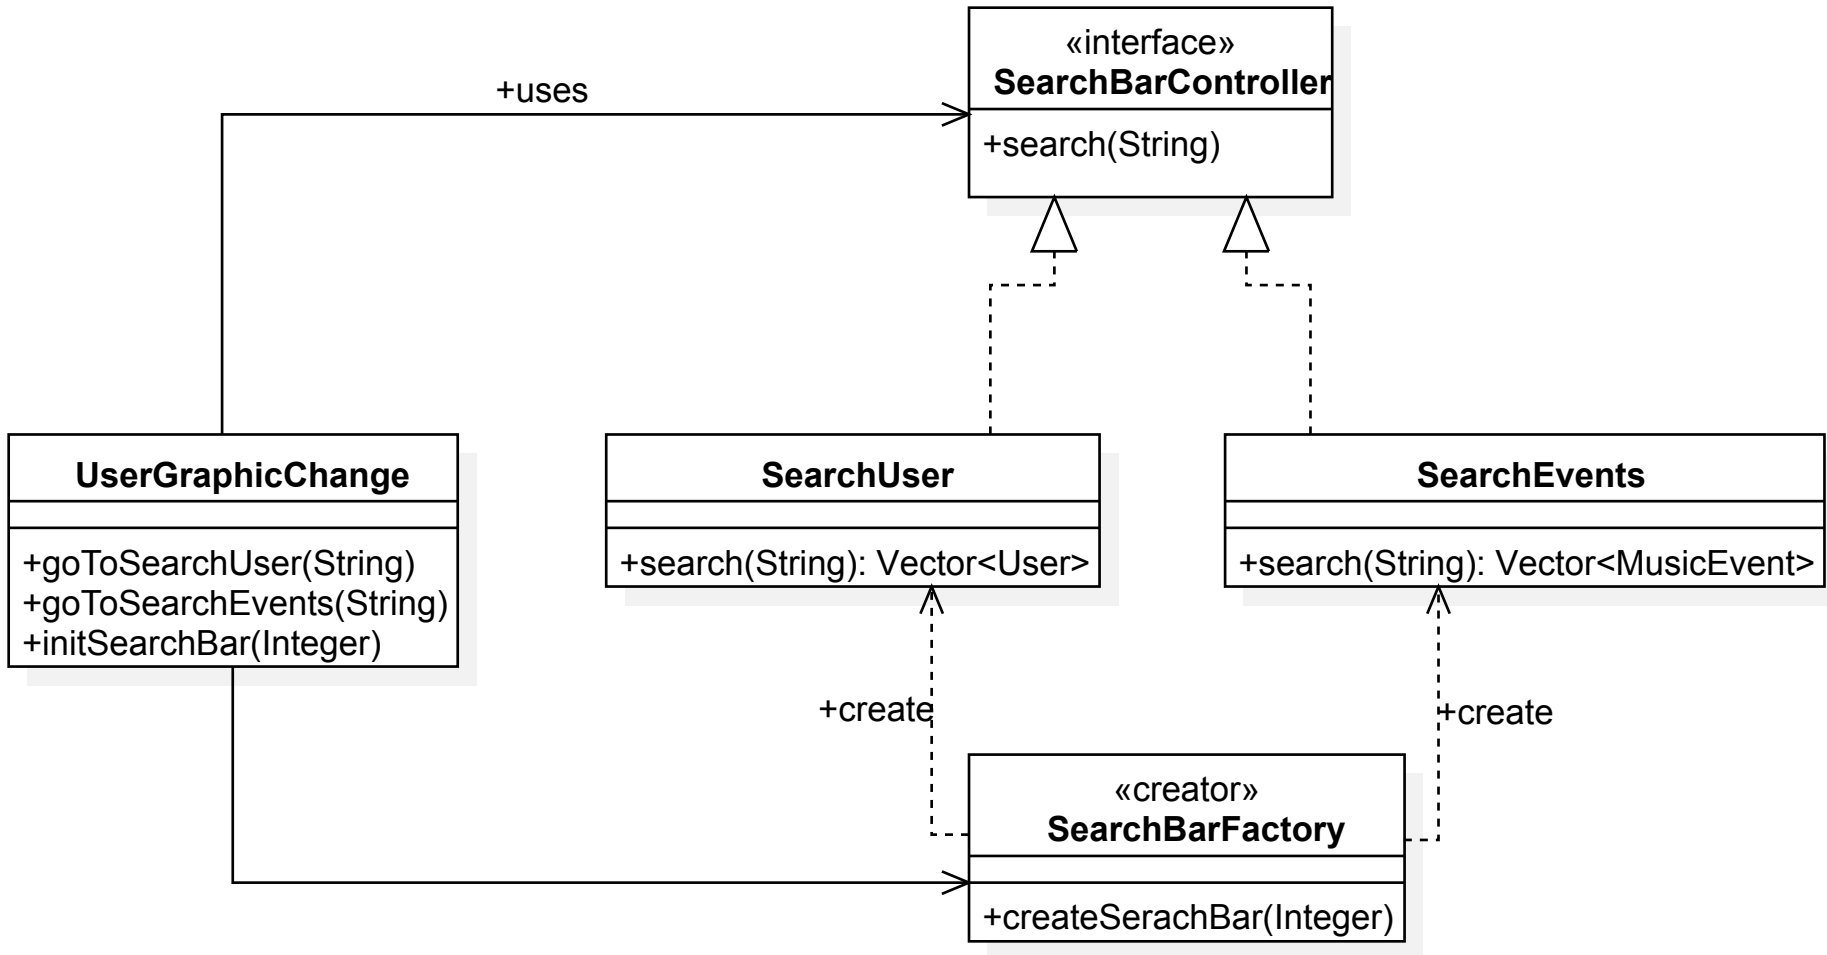 «interface»
SearchBarController
+search(String)
+uses
UserGraphicChange
+goToSearchUser(String)
+goToSearchEvents(String)
+initSearchBar(Integer)
SearchUser
+search(String): Vector<User>
SearchEvents
+search(String): Vector<MusicEvent>
+create
+create
«creator»
SearchBarFactory
+createSerachBar(Integer)